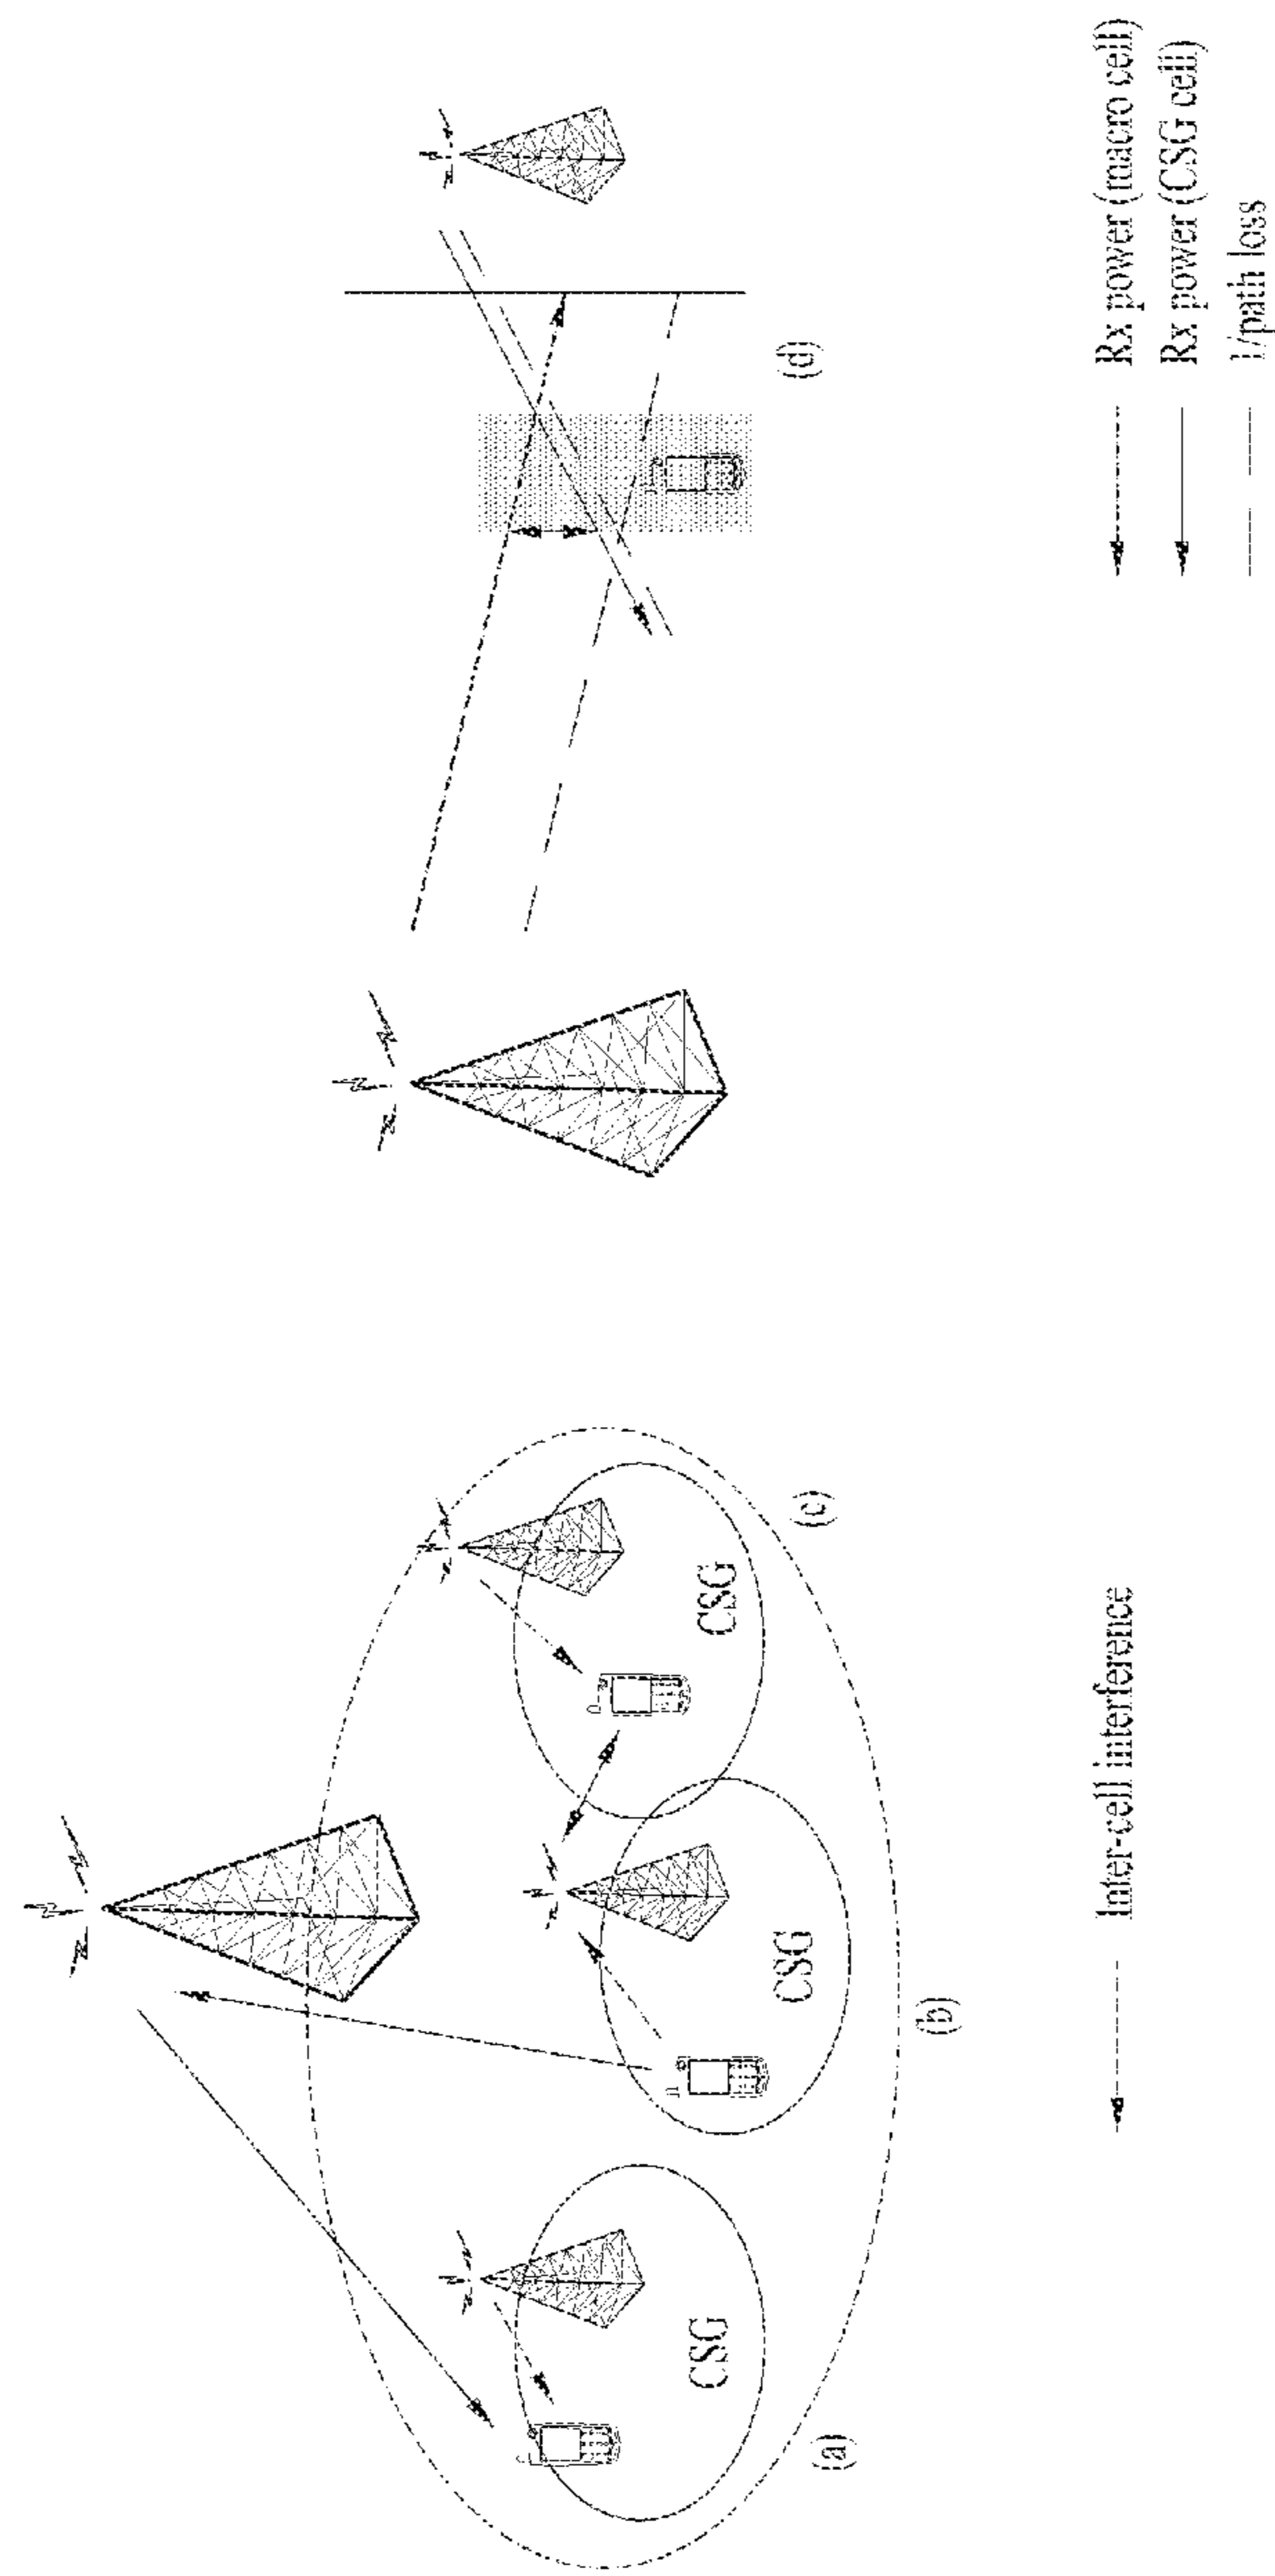 CSG
(a)
CSG
(b)
CSG
(c)
(d)
Inter-cell interference
Rx power (macro cell)
Rx power (CSG cell)
1/path loss